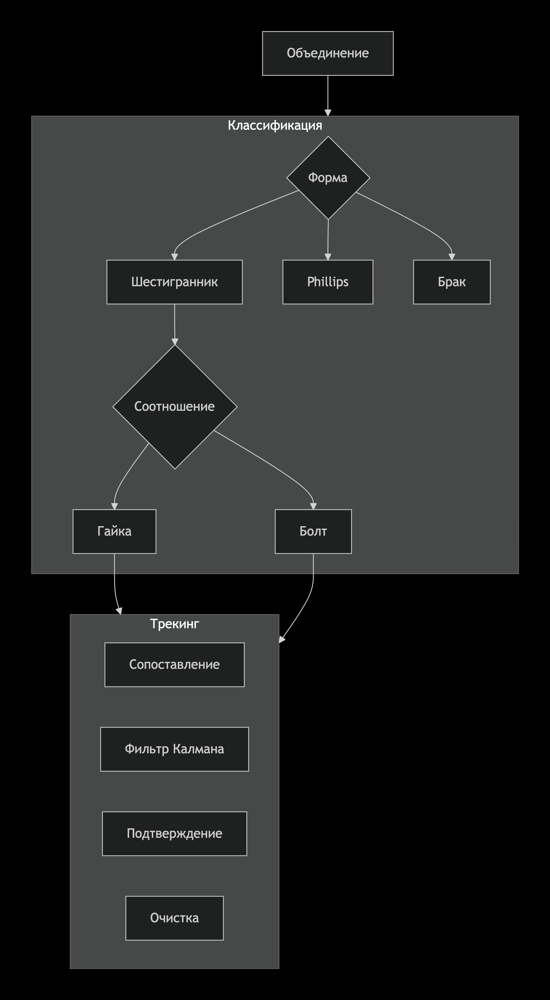 Объединение
Классификация
Форма
Шестигранник
Phillips
Брак
Соотношение
Гайка
Болт
Трекинг
Сопоставление
Фильтр Калмана
Подтверждение
Очистка